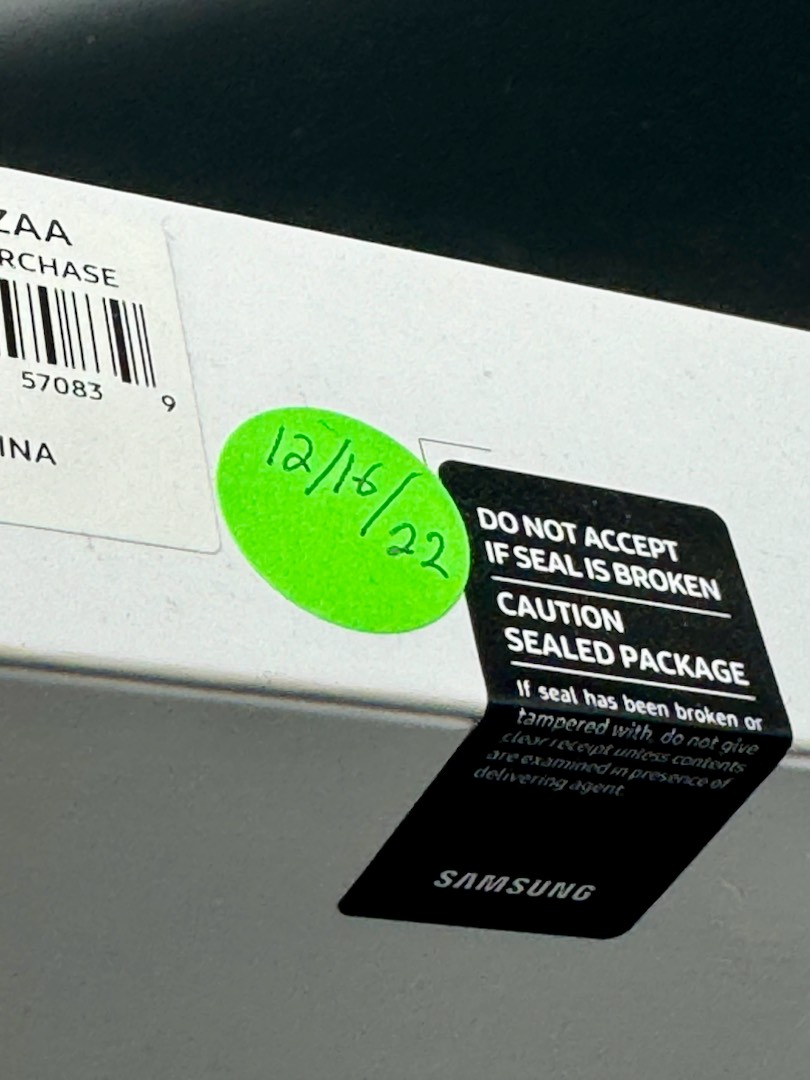 ZAA
RCHASE
57083 9
INA
12/16/22
DO NOT ACCEPT
IF SEAL IS BROKEN
CAUTION
SEALED PACKAGE
If seal has been broken or
tampered with, do not give
clear receipt unless contents
are examined in presence of
delivering agent.
SAMSUNG